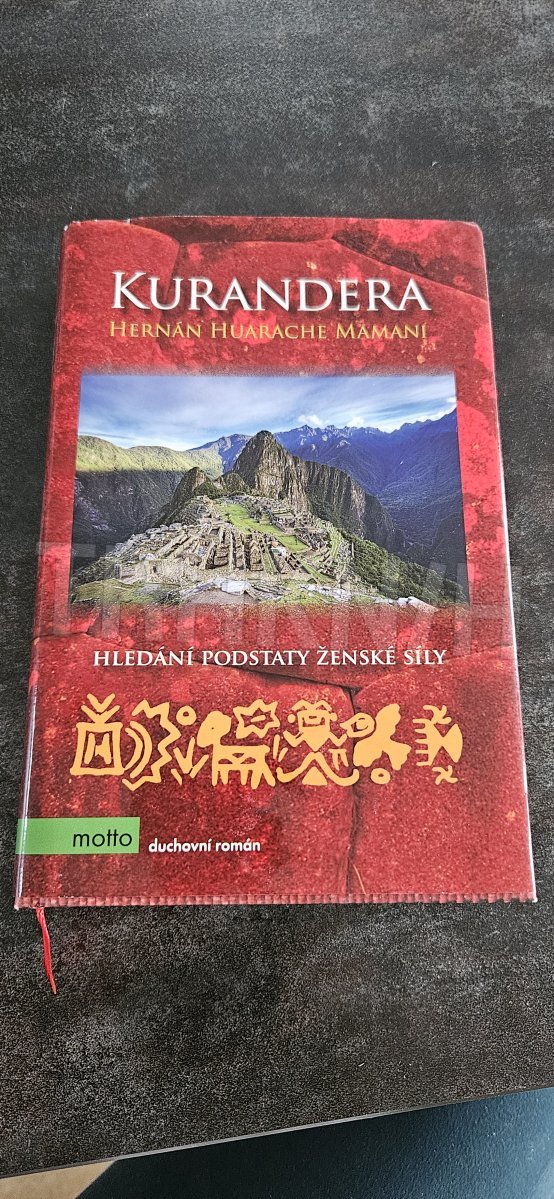 KURANDERA
HERNÁN HUARACHE MAMANI
HLEDÁNÍ PODSTATY ŽENSKÉ SÍLY
motto
duchovní román